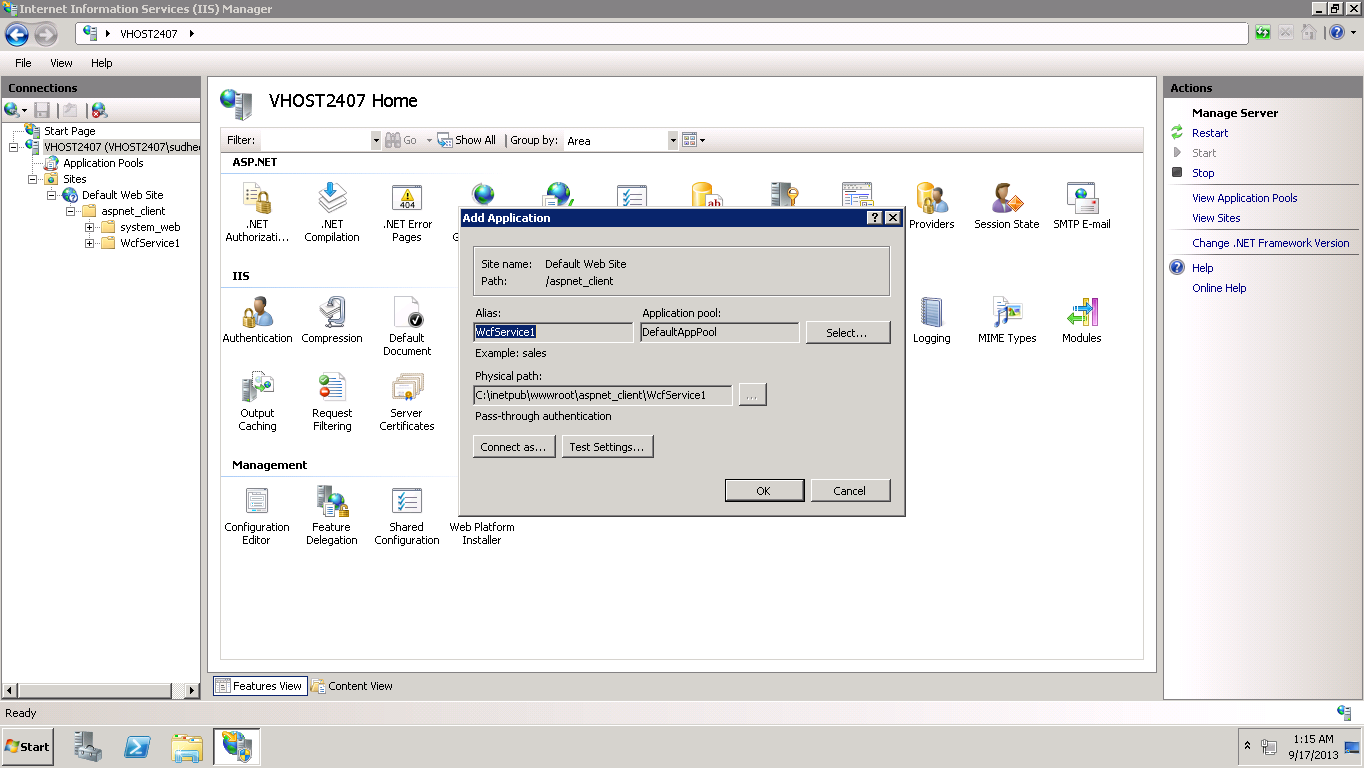 Internet Information Services (IIS) Manager
VHOST2407
File View Help
Connections
Start Page
VHOST2407 (VHOST2407\sudhee
Application Pools
Sites
Default Web Site
aspnet_client
system_web
WcfService1
VHOST2407 Home
Filter: Go Show All Group by: Area
ASP.NET
.NET Authorizati...
.NET Compilation
.NET Error Pages
Providers
Session State
SMTP E-mail
IIS
Authentication
Compression
Default Document
Logging
MIME Types
Modules
Output Caching
Request Filtering
Server Certificates
Management
Configuration Editor
Feature Delegation
Shared Configuration
Web Platform Installer
Add Application
Site name: Default Web Site
Path: /aspnet_client
Alias: Application pool:
WcfService1 DefaultAppPool Select...
Example: sales
Physical path:
C:\inetpub\wwwroot\aspnet_client\WcfService1 ...
Pass-through authentication
Connect as... Test Settings...
OK Cancel
Features View Content View
Actions
Manage Server
Restart
Start
Stop
View Application Pools
View Sites
Change .NET Framework Version
Help
Online Help
Ready
Start
1:15 AM
9/17/2013